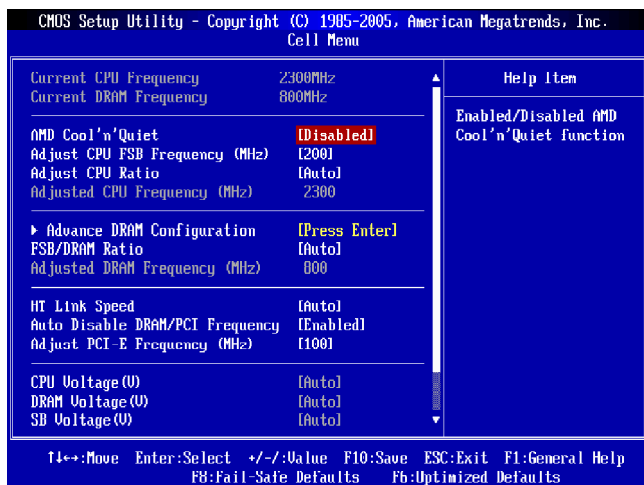 CMOS Setup Utility - Copyright (C) 1985-2005, American Megatrends, Inc.
Cell Menu
Current CPU Frequency 2300MHz
Current DRAM Frequency 800MHz
AMD Cool'n'Quiet [Disabled]
Adjust CPU FSB Frequency (MHz) [200]
Adjust CPU Ratio [Auto]
Adjusted CPU Frequency (MHz) 2300
Advance DRAM Configuration [Press Enter]
FSB/DRAM Ratio [Auto]
Adjusted DRAM Frequency (MHz) 800
HT Link Speed [Auto]
Auto Disable DRAM/PCI Frequency [Enabled]
Adjust PCI-E Frequency (MHz) [100]
CPU Voltage(V) [Auto]
DRAM Voltage(V) [Auto]
SB Voltage(V) [Auto]
Help Item
Enabled/Disabled AMD
Cool'n'Quiet function
↑↓←→:Move Enter:Select +/-/:Value F10:Save ESC:Exit F1:General Help
F8:Fail-Safe Defaults F6:Optimized Defaults